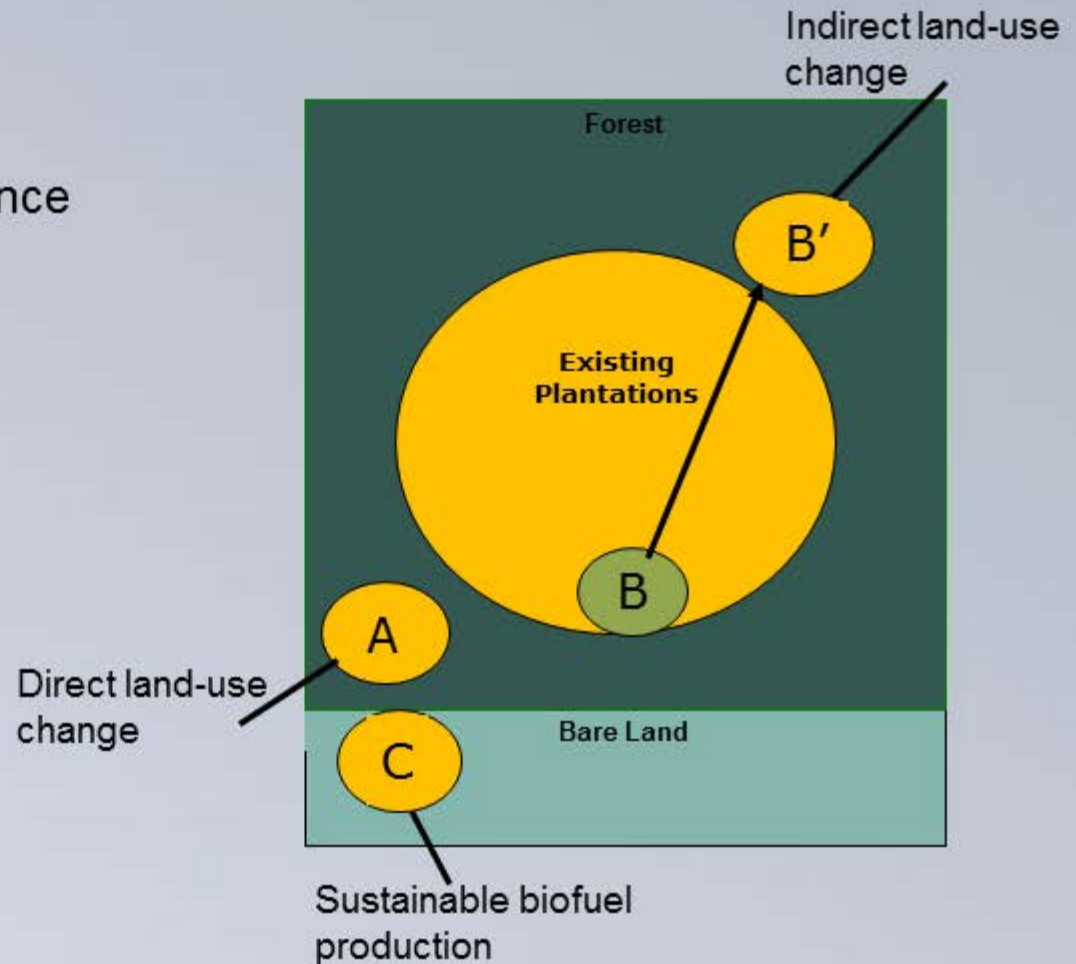 Indirect land-use
change
Forest
nce
B′
Existing
Plantations
B
A
Direct land-use
change
Bare Land
C
Sustainable biofuel
production